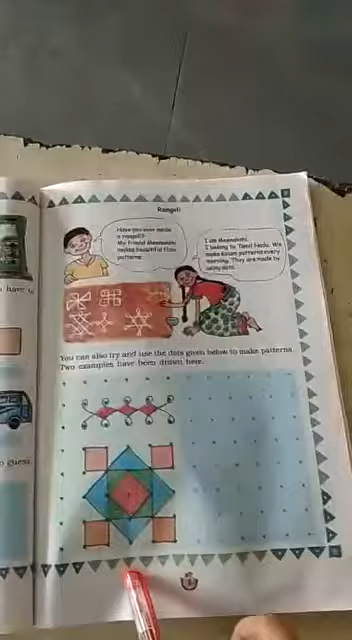 Rangoli
Have you ever made
a rangoli?
My friend Meenakshi
makes beautiful floor
patterns.
I am Meenakshi.
I belong to Tamil Nadu. We
make Kolam patterns every
morning. They are made by
using dots.
You can also try and use the dots given below to make patterns.
Two examples have been drawn here.
guess